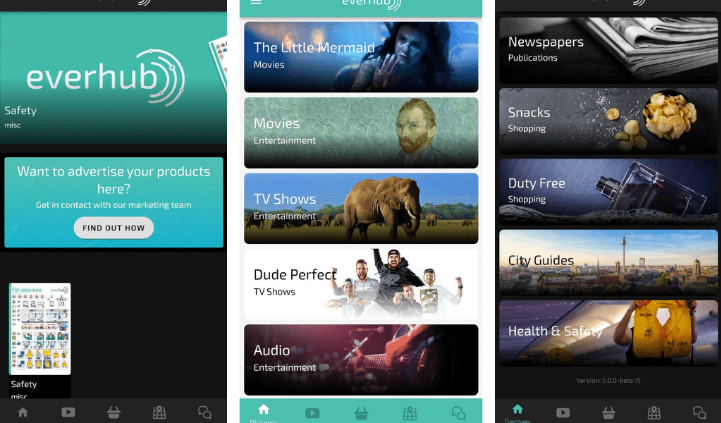 everhub
Safety
misc
Want to advertise your products
here?
Get in contact with our marketing team
FIND OUT HOW
everhub
Safety
misc
everhub
The Little Mermaid
Movies
Movies
Entertainment
TV Shows
Entertainment
Dude Perfect
TV Shows
Audio
Entertainment
Discover
Newspapers
Publications
Snacks
Shopping
Duty Free
Shopping
City Guides
Health & Safety
Version: 5.0.0-beta.15
Discover